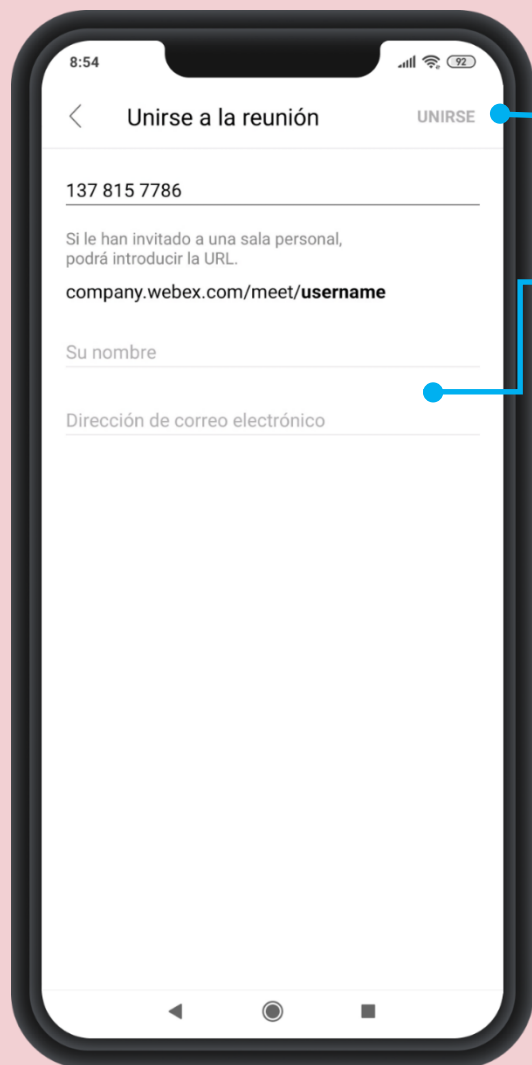 8:54
92
Unirse a la reunión
UNIRSE
137 815 7786
Si le han invitado a una sala personal,
podrá introducir la URL.
company.webex.com/meet/username
Su nombre
Dirección de correo electrónico